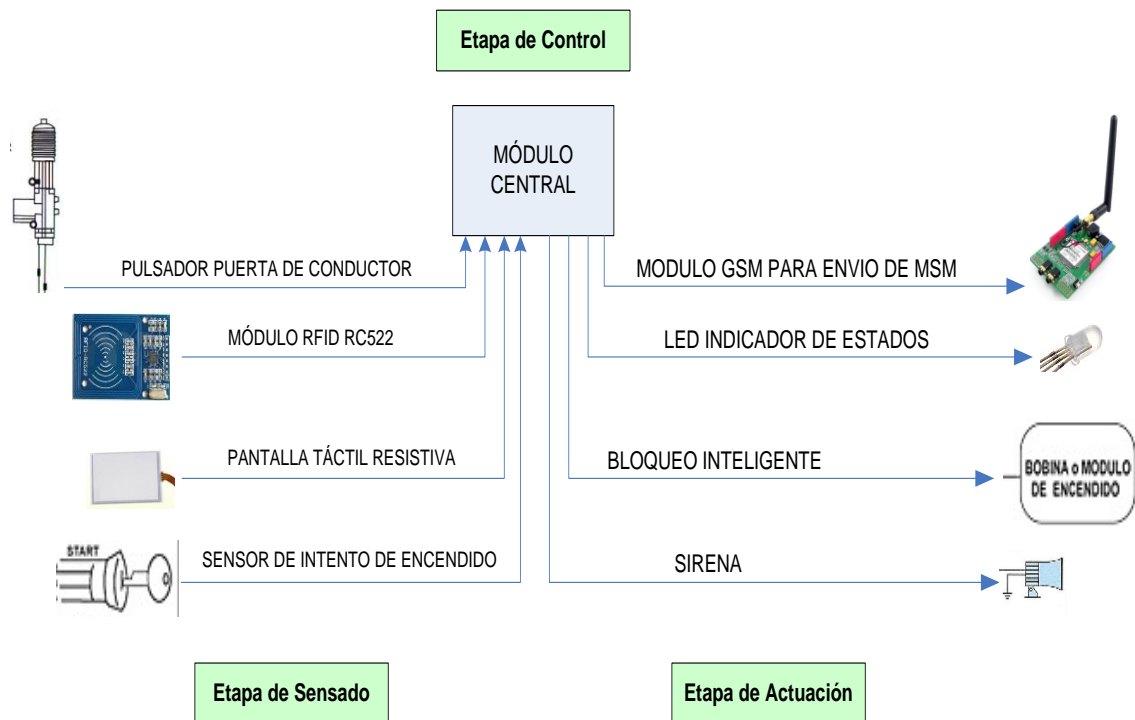 Etapa de Control
MÓDULO
CENTRAL
PULSADOR PUERTA DE CONDUCTOR
MODULO GSM PARA ENVIO DE MSM
MÓDULO RFID RC522
RFID-RC522
LED INDICADOR DE ESTADOS
PANTALLA TÁCTIL RESISTIVA
BLOQUEO INTELIGENTE
BOBINA o MODULO
DE ENCENDIDO
START
SENSOR DE INTENTO DE ENCENDIDO
SIRENA
Etapa de Sensado
Etapa de Actuación